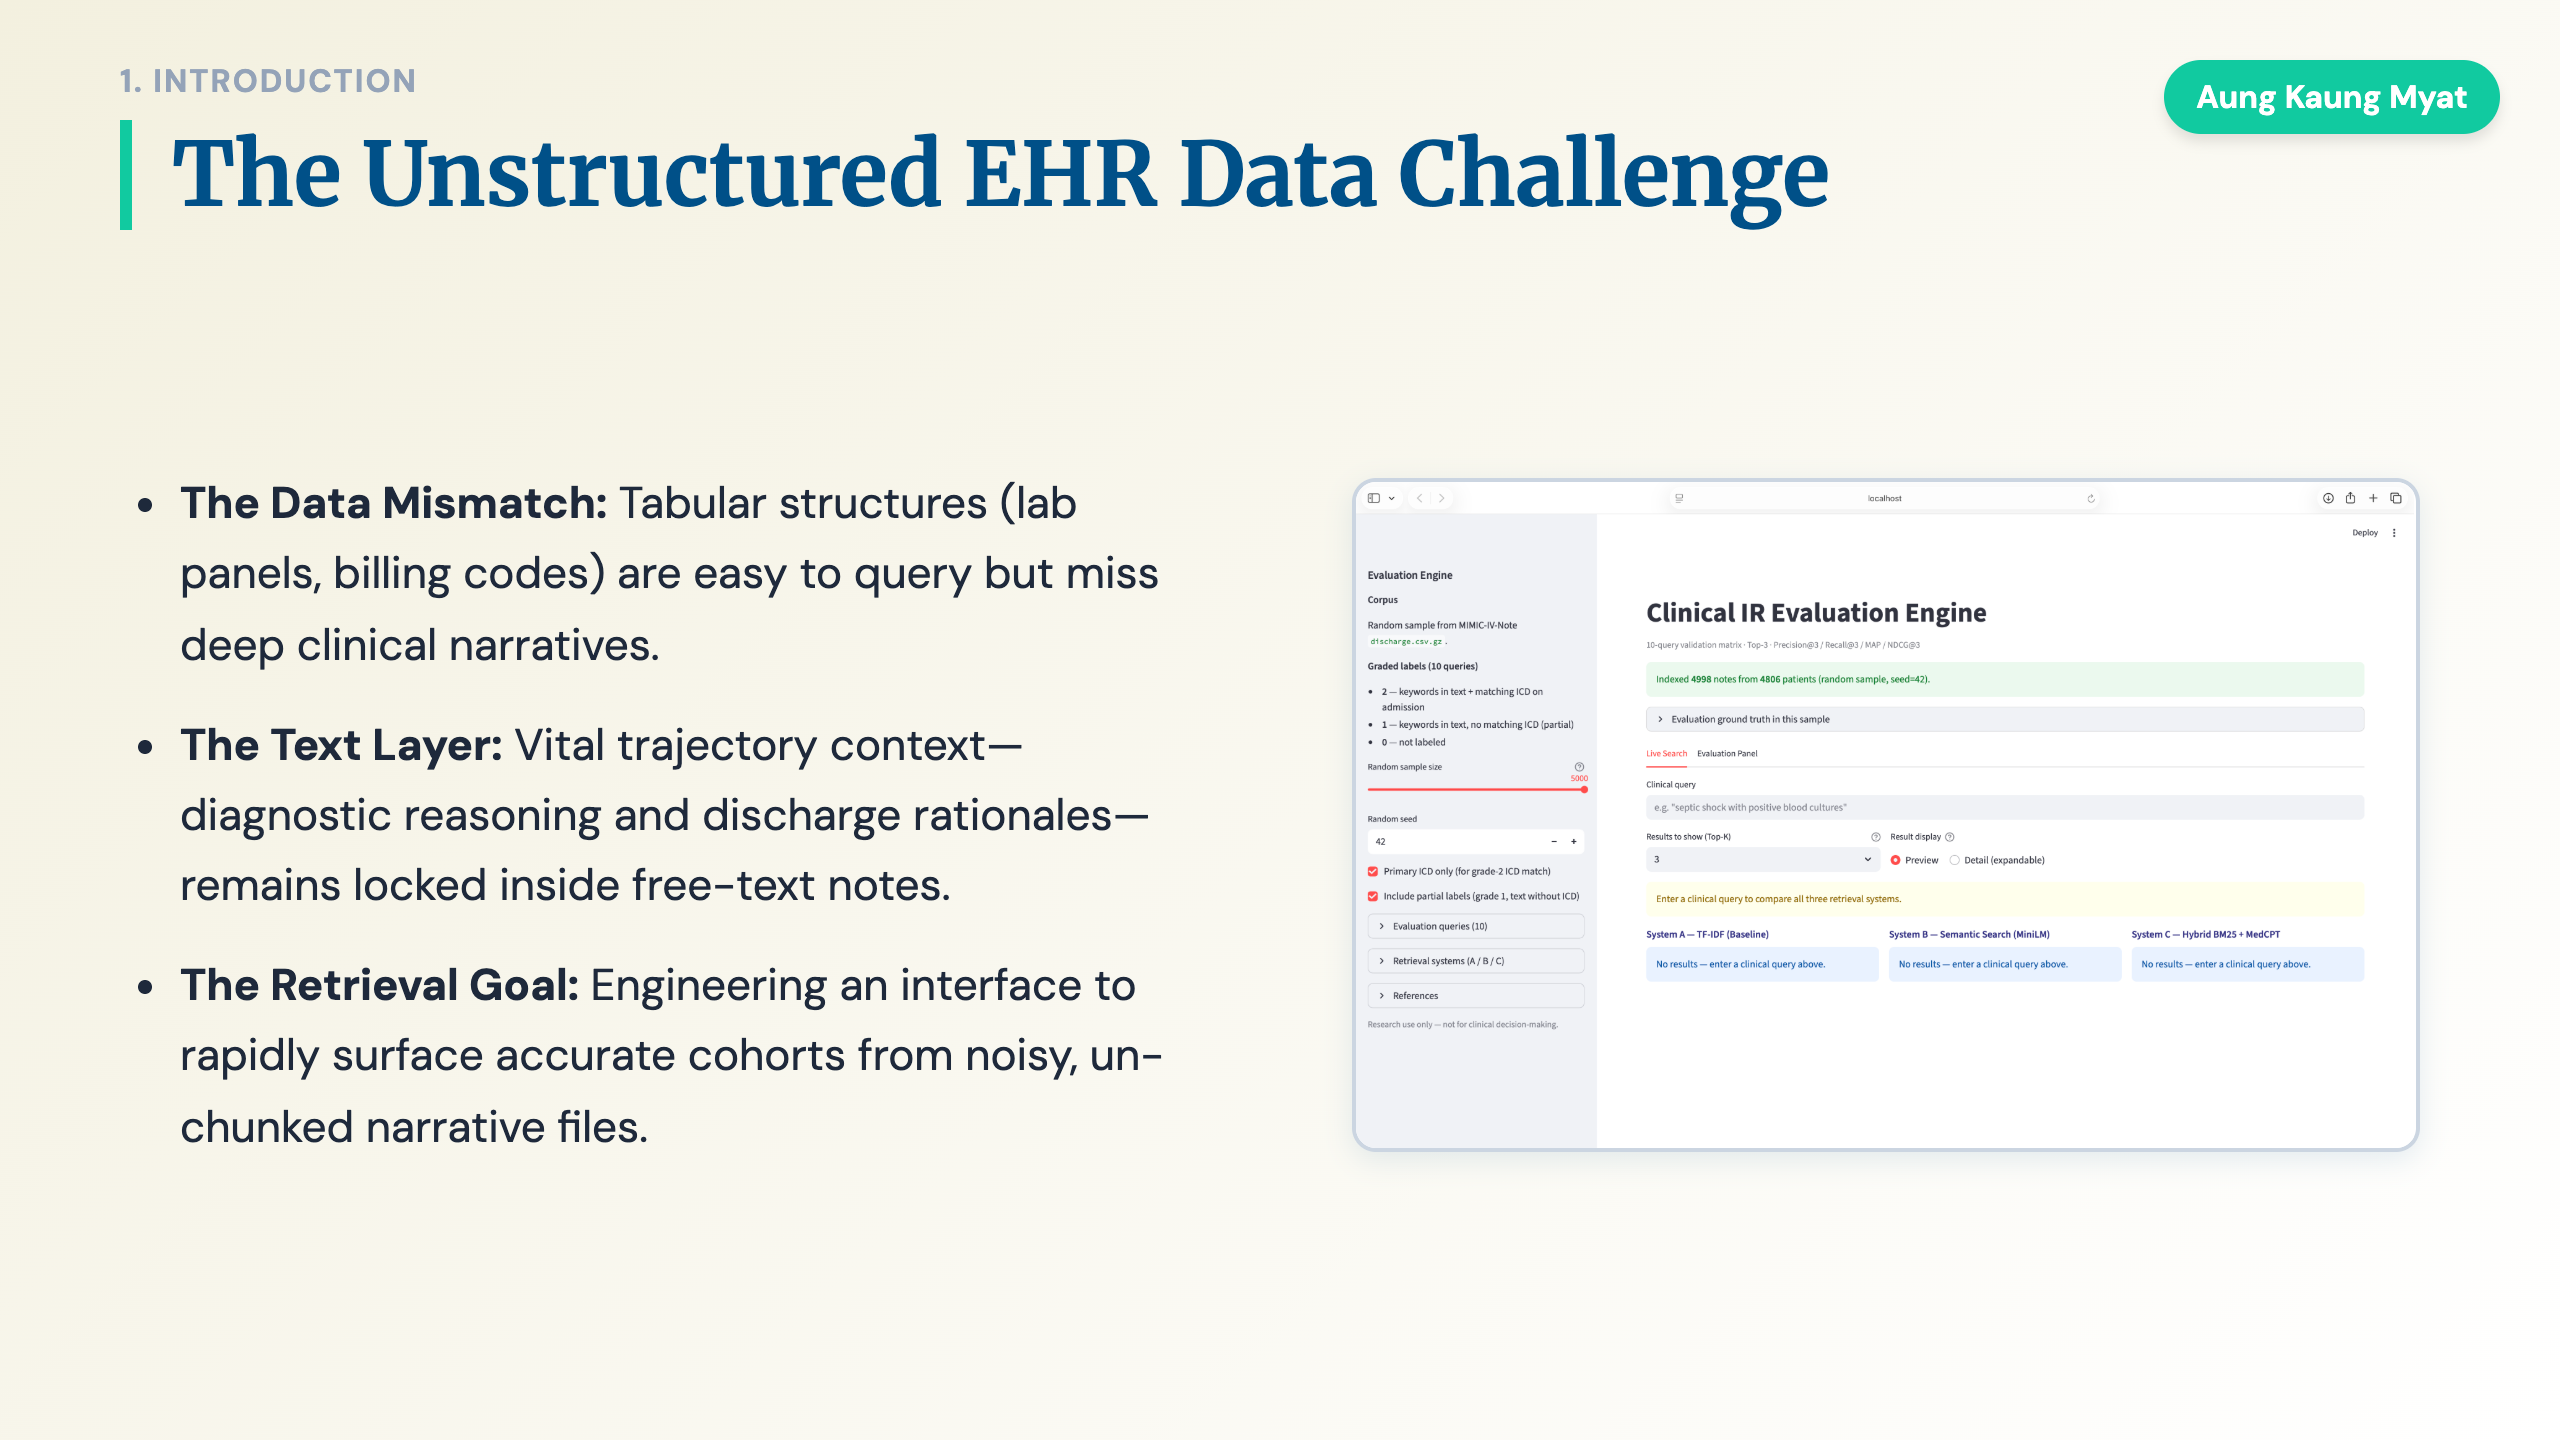 1. INTRODUCTION
Aung Kaung Myat
The Unstructured EHR Data Challenge
• The Data Mismatch: Tabular structures (lab
panels, billing codes) are easy to query but miss
deep clinical narratives.
• The Text Layer: Vital trajectory context—
diagnostic reasoning and discharge rationales—
remains locked inside free-text notes.
• The Retrieval Goal: Engineering an interface to
rapidly surface accurate cohorts from noisy, un-
chunked narrative files.
localhost
Deploy
Evaluation Engine
Corpus
Random sample from MIMIC-IV-Note
discharge.csv.gz.
Graded labels (10 queries)
• 2 — keywords in text + matching ICD on
admission
• 1 — keywords in text, no matching ICD (partial)
• 0 — not labeled
Random sample size
5000
Random seed
42
Primary ICD only (for grade-2 ICD match)
Include partial labels (grade 1, text without ICD)
Evaluation queries (10)
Retrieval systems (A / B / C)
References
Research use only — not for clinical decision-making.
Clinical IR Evaluation Engine
10-query validation matrix · Top-3 · Precision@3 / Recall@3 / MAP / NDCG@3
Indexed 4998 notes from 4806 patients (random sample, seed=42).
Evaluation ground truth in this sample
Live Search Evaluation Panel
Clinical query
e.g. "septic shock with positive blood cultures"
Results to show (Top-K) Result display
3 Preview Detail (expandable)
Enter a clinical query to compare all three retrieval systems.
System A — TF-IDF (Baseline) System B — Semantic Search (MiniLM) System C — Hybrid BM25 + MedCPT
No results — enter a clinical query above. No results — enter a clinical query above. No results — enter a clinical query above.